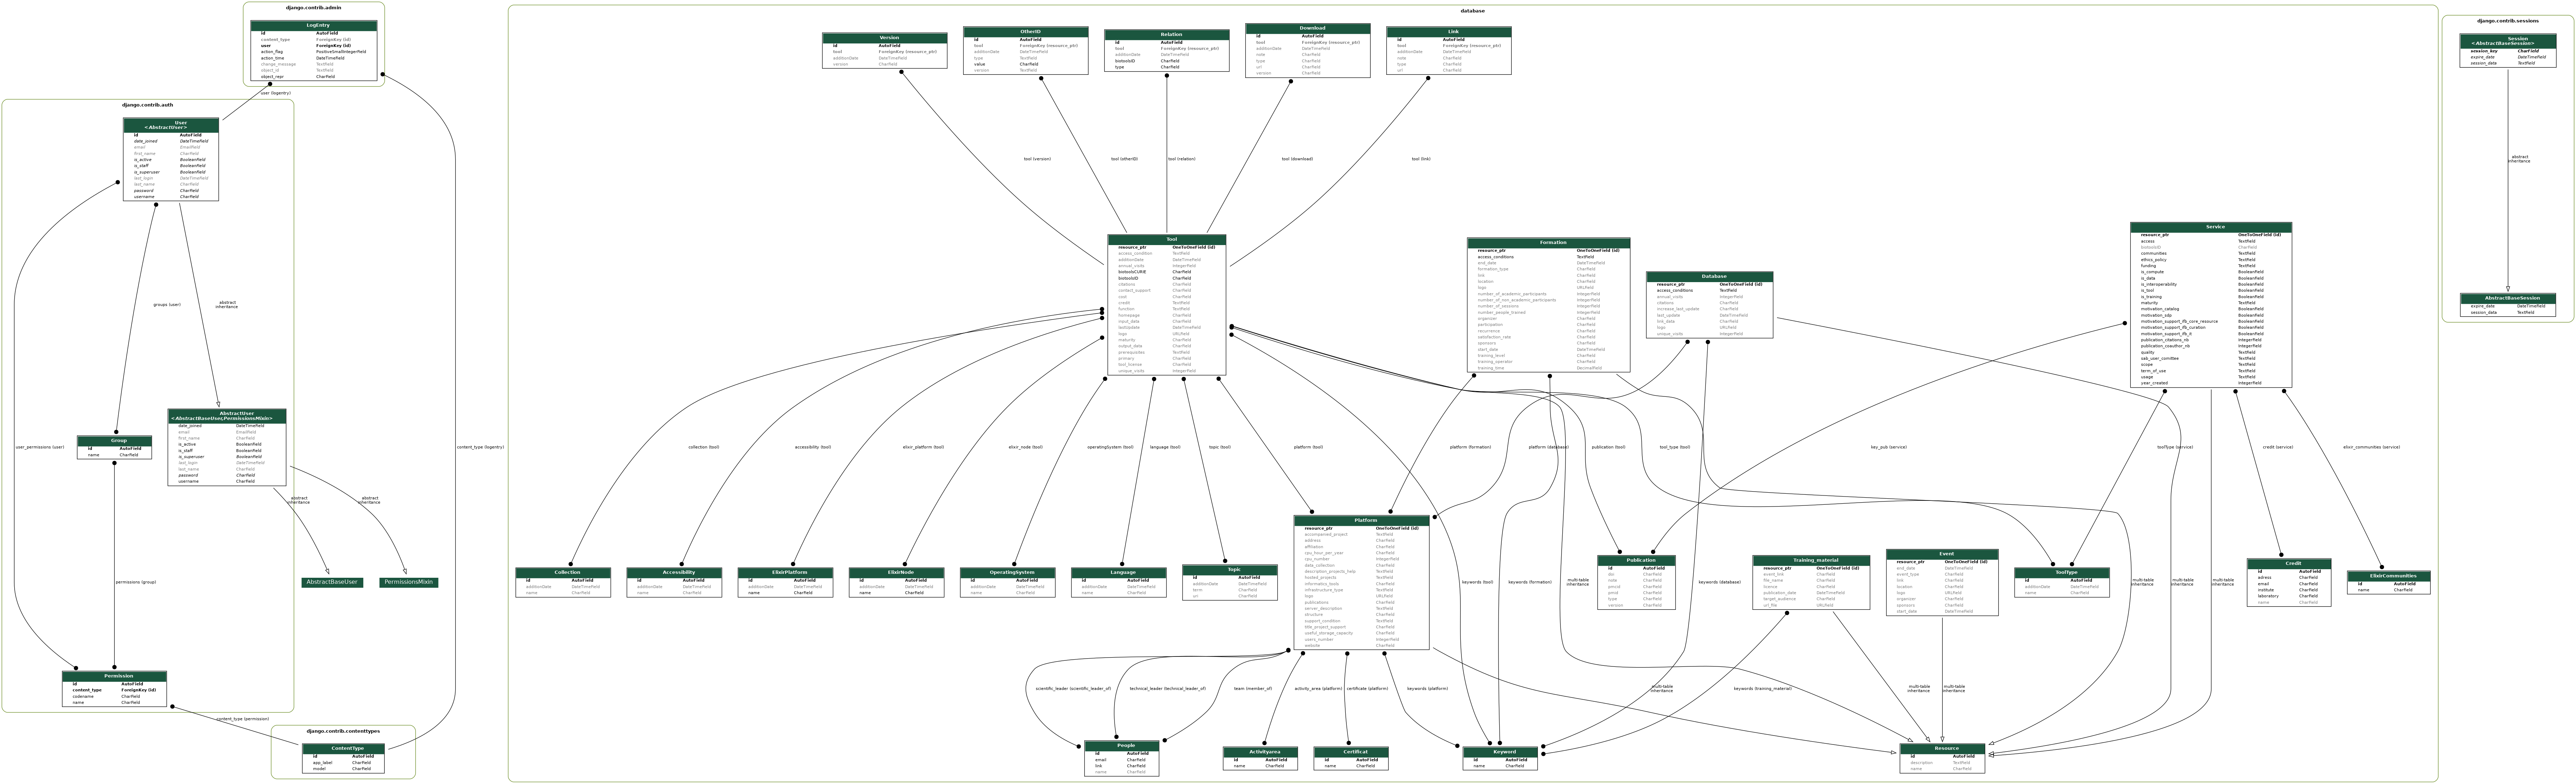 django.contrib.admin
LogEntry
id AutoField
content_type ForeignKey (id)
user ForeignKey (id)
action_flag PositiveSmallIntegerField
action_time DateTimeField
change_message TextField
object_id TextField
object_repr CharField
user (logentry)
django.contrib.auth
User
<AbstractUser>
id AutoField
date_joined DateTimeField
email EmailField
first_name CharField
is_active BooleanField
is_staff BooleanField
is_superuser BooleanField
last_login DateTimeField
last_name CharField
password CharField
username CharField
groups (user)
abstract
inheritance
AbstractUser
<AbstractBaseUser,PermissionsMixin>
date_joined DateTimeField
email EmailField
first_name CharField
is_active BooleanField
is_staff BooleanField
is_superuser BooleanField
last_login DateTimeField
last_name CharField
password CharField
username CharField
Group
id AutoField
name CharField
user_permissions (user)
content_type (logentry)
abstract
inheritance
abstract
inheritance
AbstractBaseUser
PermissionsMixin
permissions (group)
Permission
id AutoField
content_type ForeignKey (id)
codename CharField
name CharField
content_type (permission)
django.contrib.contenttypes
ContentType
id AutoField
app_label CharField
model CharField
database
Version
id AutoField
tool ForeignKey (resource_ptr)
additionDate DateTimeField
version CharField
OtherID
id AutoField
tool ForeignKey (resource_ptr)
additionDate DateTimeField
type TextField
value CharField
version TextField
Relation
id AutoField
tool ForeignKey (resource_ptr)
additionDate DateTimeField
biotoolsID CharField
type CharField
Download
id AutoField
tool ForeignKey (resource_ptr)
additionDate DateTimeField
note CharField
type CharField
url CharField
version CharField
Link
id AutoField
tool ForeignKey (resource_ptr)
additionDate DateTimeField
note CharField
type CharField
url CharField
tool (version)
tool (otherID)
tool (relation)
tool (download)
tool (link)
Tool
resource_ptr OneToOneField (id)
access_condition TextField
additionDate DateTimeField
annual_visits IntegerField
biotoolsCURIE CharField
biotoolsID CharField
citations CharField
contact_support CharField
cost CharField
credit TextField
function TextField
homepage CharField
input_data CharField
lastUpdate DateTimeField
logo URLField
maturity CharField
output_data CharField
prerequisites TextField
primary CharField
tool_license CharField
unique_visits IntegerField
Formation
resource_ptr OneToOneField (id)
access_conditions TextField
end_date DateTimeField
formation_type CharField
link CharField
location CharField
logo URLField
number_of_academic_participants IntegerField
number_of_non_academic_participants IntegerField
number_of_sessions IntegerField
number_people_trained IntegerField
organizer CharField
participation CharField
recurrence CharField
satisfaction_rate CharField
sponsors CharField
start_date DateTimeField
training_level CharField
training_operator CharField
training_time DecimalField
Database
resource_ptr OneToOneField (id)
access_conditions TextField
annual_visits IntegerField
citations CharField
increase_last_update CharField
last_update DateTimeField
link_data CharField
logo URLField
unique_visits IntegerField
Service
resource_ptr OneToOneField (id)
access TextField
biotoolsID CharField
communities TextField
ethics_policy TextField
funding TextField
is_compute BooleanField
is_data BooleanField
is_interoperability BooleanField
is_tool BooleanField
is_training BooleanField
maturity TextField
motivation_catalog BooleanField
motivation_sdp BooleanField
motivation_support_ifb_core_resource BooleanField
motivation_support_ifb_curation BooleanField
motivation_support_ifb_it BooleanField
publication_citations_nb IntegerField
publication_coauthor_nb IntegerField
quality TextField
sab_user_comittee TextField
scope TextField
term_of_use TextField
usage TextField
year_created IntegerField
collection (tool)
accessibility (tool)
elixir_platform (tool)
elixir_node (tool)
operatingSystem (tool)
language (tool)
topic (tool)
platform (tool)
platform (formation)
platform (database)
publication (tool)
tool_type (tool)
key_pub (service)
toolType (service)
credit (service)
elixir_communities (service)
Collection
id AutoField
additionDate DateTimeField
name CharField
Accessibility
id AutoField
additionDate DateTimeField
name CharField
ElixirPlatform
id AutoField
additionDate DateTimeField
name CharField
ElixirNode
id AutoField
additionDate DateTimeField
name CharField
OperatingSystem
id AutoField
additionDate DateTimeField
name CharField
Language
id AutoField
additionDate DateTimeField
name CharField
Topic
id AutoField
additionDate DateTimeField
term CharField
uri CharField
Platform
resource_ptr OneToOneField (id)
accompanied_project TextField
address CharField
affiliation CharField
cpu_hour_per_year CharField
cpu_number IntegerField
data_collection CharField
description_projects_help TextField
hosted_projects TextField
informatics_tools CharField
infrastructure_type TextField
logo URLField
publications CharField
server_description TextField
structure CharField
support_condition TextField
title_project_support CharField
useful_storage_capacity CharField
users_number IntegerField
website CharField
keywords (tool)
keywords (formation)
multi-table
inheritance
Publication
id AutoField
doi CharField
note CharField
pmcid CharField
pmid CharField
type CharField
version CharField
keywords (database)
Training_material
resource_ptr OneToOneField (id)
event_link CharField
file_name CharField
licence CharField
publication_date DateTimeField
target_audience CharField
url_file URLField
Event
resource_ptr OneToOneField (id)
end_date DateTimeField
event_type CharField
link CharField
location CharField
logo URLField
organizer CharField
sponsors CharField
start_date DateTimeField
ToolType
id AutoField
additionDate DateTimeField
name CharField
multi-table
inheritance
multi-table
inheritance
multi-table
inheritance
Credit
id AutoField
adress CharField
email CharField
institute CharField
laboratory CharField
name CharField
ElixirCommunities
id AutoField
name CharField
scientific_leader (scientific_leader_of)
technical_leader (technical_leader_of)
team (member_of)
activity_area (platform)
certificate (platform)
keywords (platform)
multi-table
inheritance
keywords (training_material)
multi-table
inheritance
multi-table
inheritance
People
id AutoField
email CharField
link CharField
name CharField
Activityarea
id AutoField
name CharField
Certificat
id AutoField
name CharField
Keyword
id AutoField
name CharField
Resource
id AutoField
description TextField
name CharField
django.contrib.sessions
Session
<AbstractBaseSession>
session_key CharField
expire_date DateTimeField
session_data TextField
abstract
inheritance
AbstractBaseSession
expire_date DateTimeField
session_data TextField